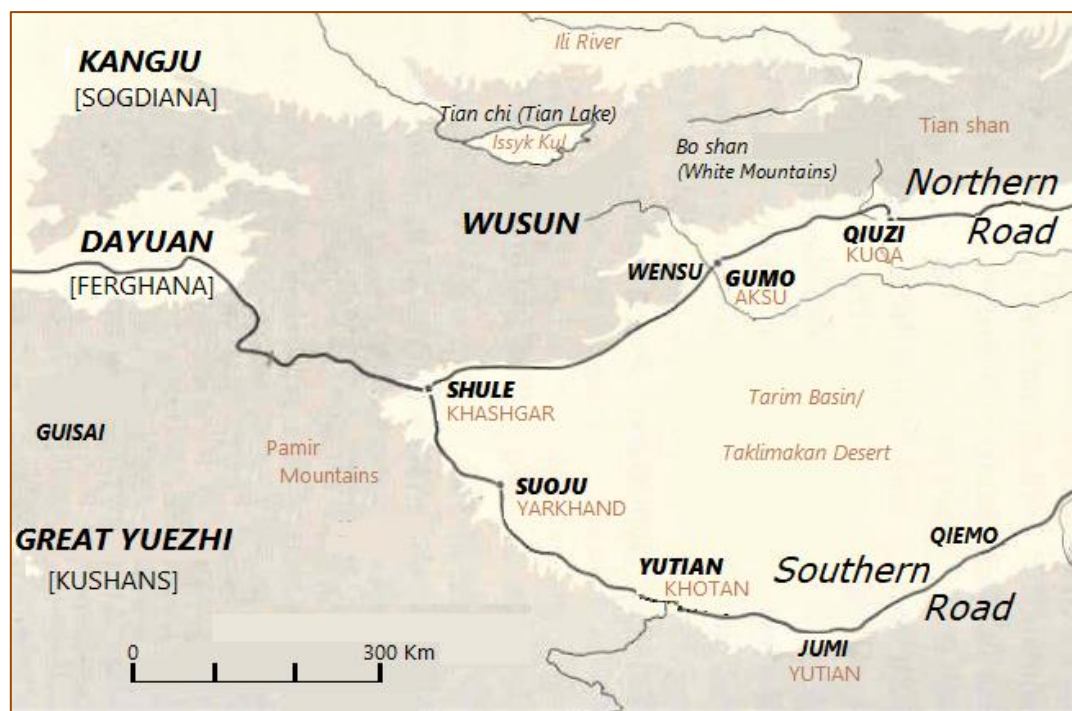 Ili River
KANGJU
[SOGDIANA]
Tian chi (Tian Lake)
Issyk Kul
Tian shan
Bo shan
(White Mountains)
Northern
Road
WUSUN
DAYUAN
[FERGHANA]
QIUZI
KUQA
WENSU
GUMO
AKSU
SHULE
KHASHGAR
Tarim Basin/
Taklimakan Desert
GUISAI
Pamir
Mountains
SUOJU
YARKHAND
GREAT YUEZHI
[KUSHANS]
YUTIAN
KHOTAN
Southern
Road
QIEMO
JUMI
YUTIAN
0
300 Km